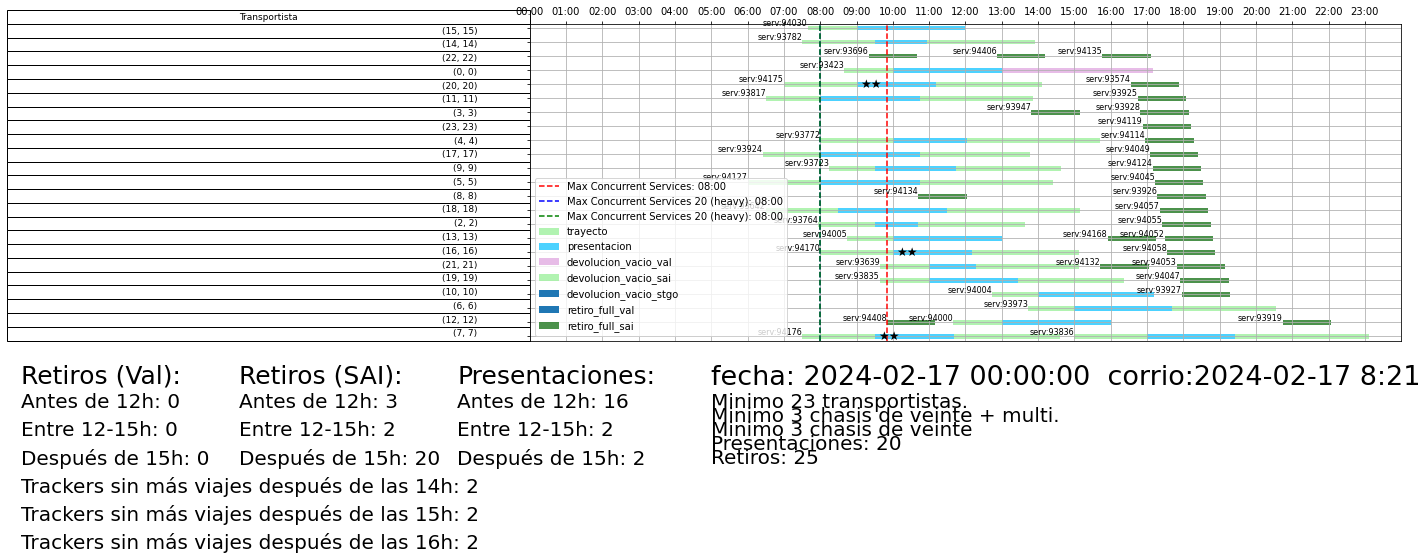 Transportista
00:00 01:00 02:00 03:00 04:00 05:00 06:00 07:00 08:00 09:00 10:00 11:00 12:00 13:00 14:00 15:00 16:00 17:00 18:00 19:00 20:00 21:00 22:00 23:00
(15, 15) serv:94030
(14, 14) serv:93782
(22, 22) serv:93696 serv:94406 serv:94135
(0, 0) serv:93423
(20, 20) serv:94175 serv:93574
(11, 11) serv:93817 serv:93925
(3, 3) serv:93947 serv:93928
(23, 23) serv:94119
(4, 4) serv:93772 serv:94114
(17, 17) serv:93924 serv:94049
(9, 9) serv:93723 serv:94124
(5, 5) serv:94127 serv:94045
(8, 8) serv:94134 serv:93926
(18, 18) serv:94057
(2, 2) serv:93764 serv:94055
(13, 13) serv:94005 serv:94168 serv:94052
(16, 16) serv:94170 serv:94058
(21, 21) serv:93639 serv:94132 serv:94053
(19, 19) serv:93835 serv:94047
(10, 10) serv:94004 serv:93927
(6, 6) serv:93973
(12, 12) serv:94408 serv:94000 serv:93919
(7, 7) serv:94176 serv:93836
Max Concurrent Services: 08:00
Max Concurrent Services 20 (heavy): 08:00
Max Concurrent Services 20 (heavy): 08:00
trayecto
presentacion
devolucion_vacio_val
devolucion_vacio_sai
devolucion_vacio_stgo
retiro_full_val
retiro_full_sai
Retiros (Val):
Antes de 12h: 0
Entre 12-15h: 0
Después de 15h: 0
Trackers sin más viajes después de las 14h: 2
Trackers sin más viajes después de las 15h: 2
Trackers sin más viajes después de las 16h: 2
Retiros (SAI):
Antes de 12h: 3
Entre 12-15h: 2
Después de 15h: 20
Presentaciones:
Antes de 12h: 16
Entre 12-15h: 2
Después de 15h: 2
fecha: 2024-02-17 00:00:00 corrio:2024-02-17 8:21
Minimo 23 transportistas.
Minimo 3 chasis de veinte + multi.
Minimo 3 chasis de veinte
Presentaciones: 20
Retiros: 25